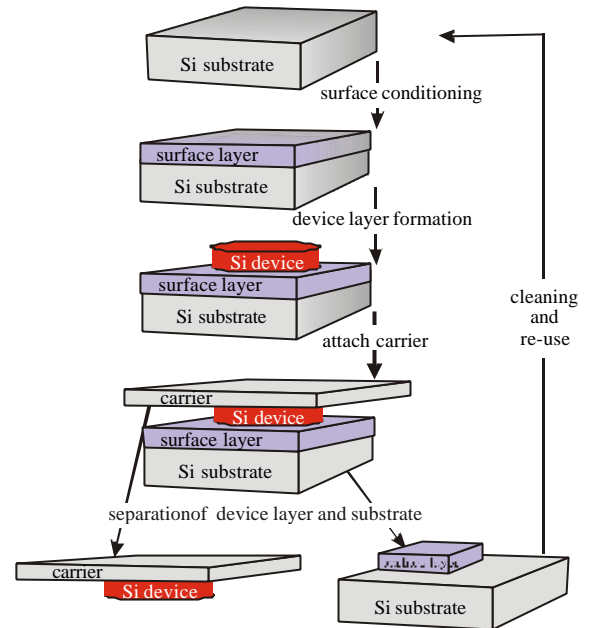 Si substrate
surface conditioning
surface layer
Si substrate
device layer formation
Si device
surface layer
Si substrate
attach carrier
cleaning
and
re-use
carrier
Si device
surface layer
Si substrate
separationof device layer and substrate
carrier
Si device
Si substrate